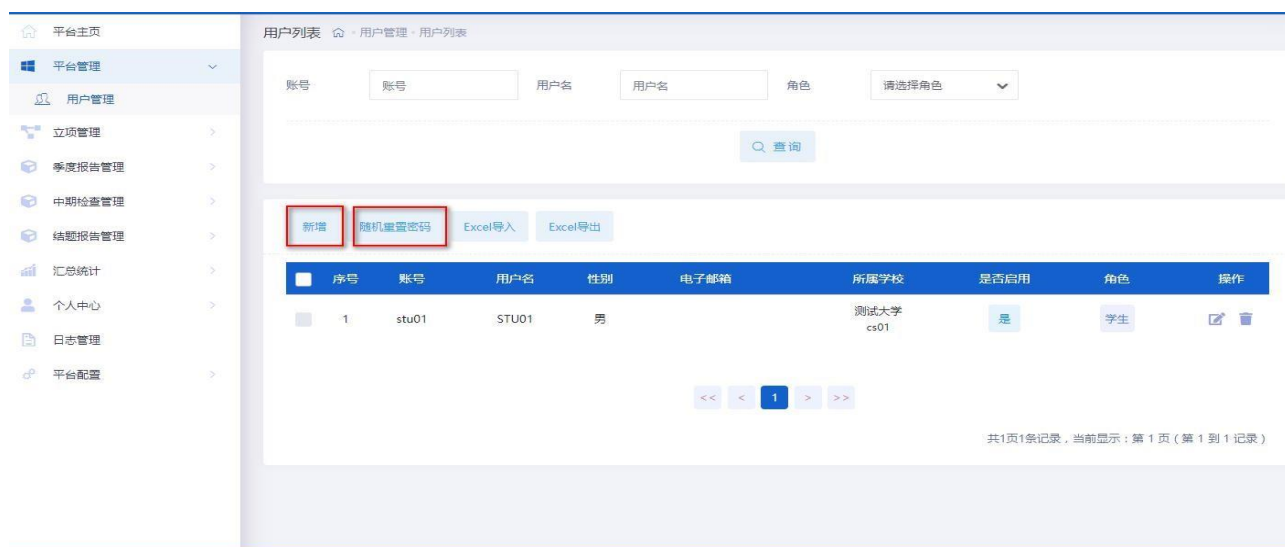 平台主页
平台管理
用户管理
立项管理
季度报告管理
中期检查管理
结题报告管理
汇总统计
个人中心
日志管理
平台配置
用户列表 - 用户管理 - 用户列表
账号 账号 用户名 用户名 角色 请选择角色
查询
新增 随机重置密码 Excel导入 Excel导出
序号 账号 用户名 性别 电子邮箱 所属学校 是否启用 角色 操作
1 stu01 STU01 男 测试大学 是 学生
cs01
<< < 1 > >>
共1页1条记录，当前显示：第 1 页 ( 第 1 到 1 记录 )